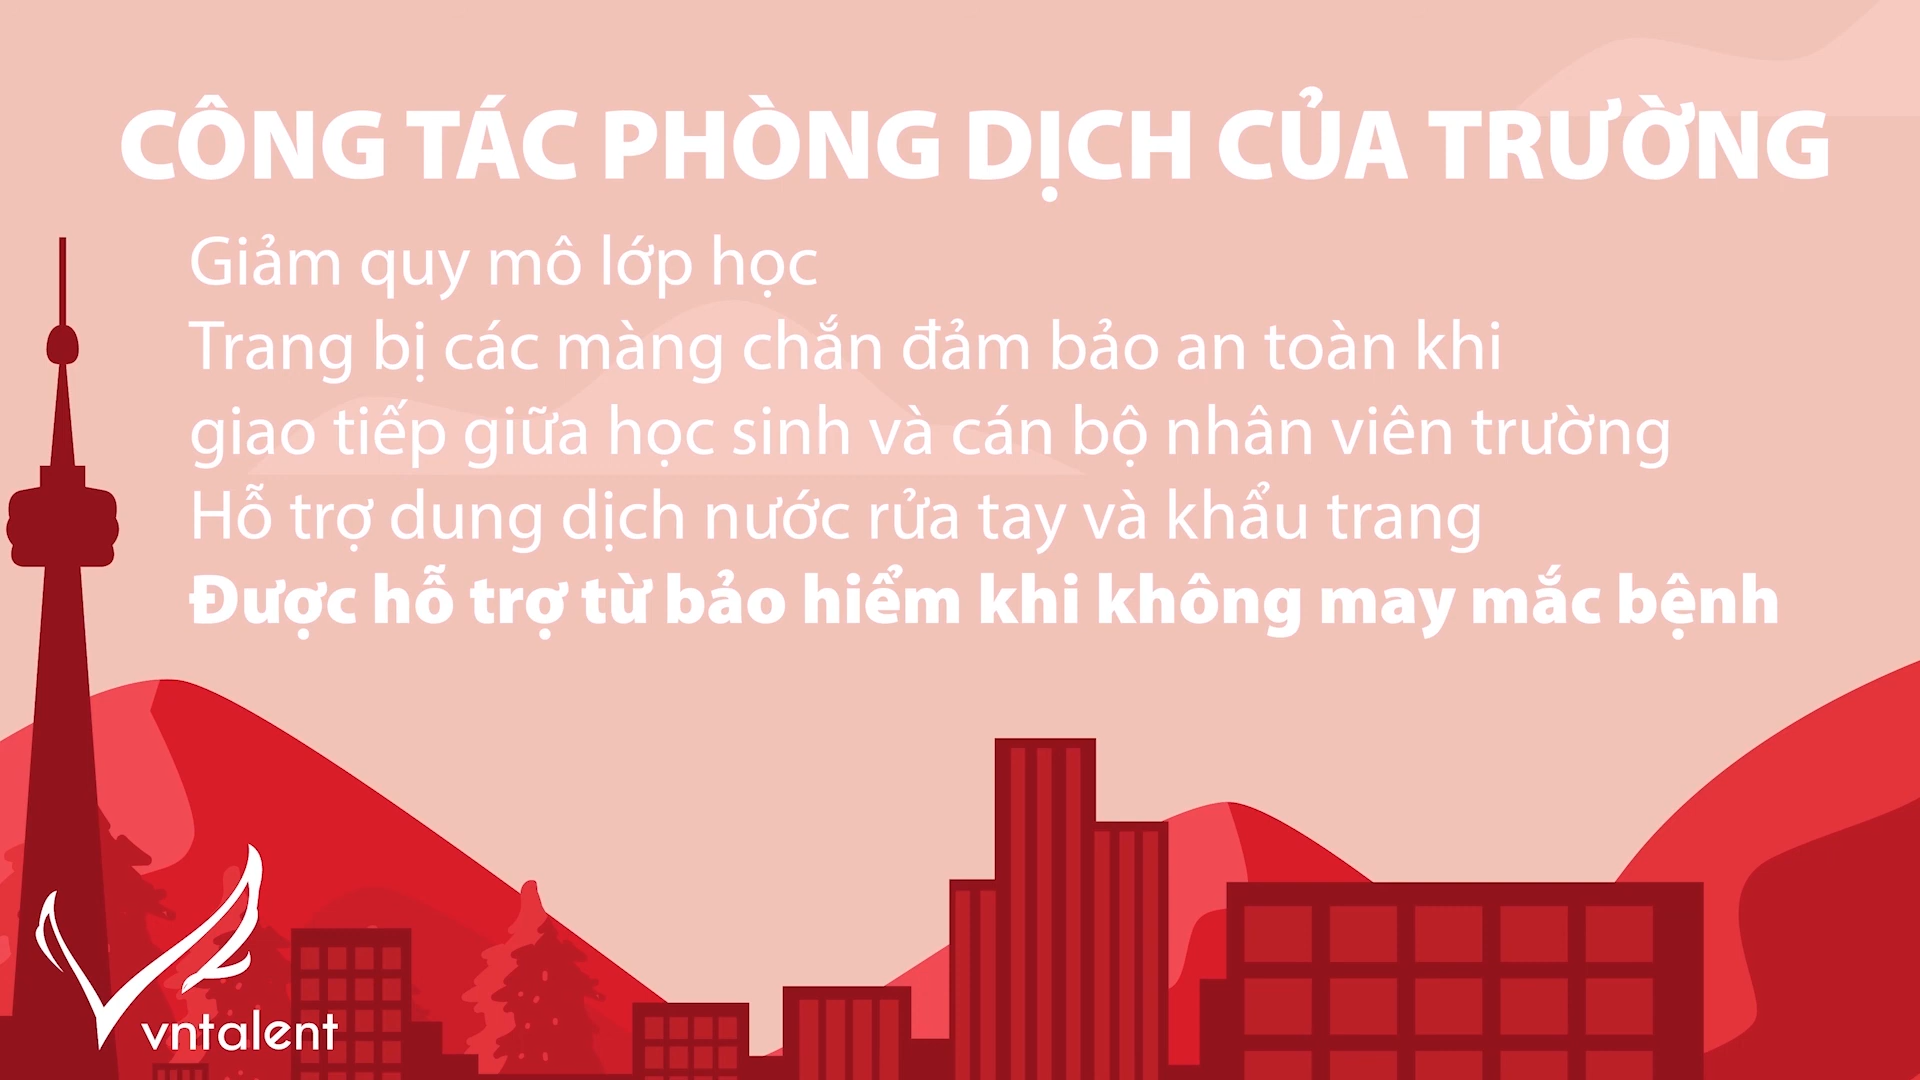 CÔNG TÁC PHÒNG DỊCH CỦA TRƯỜNG
Giảm quy mô lớp học
Trang bị các màng chắn đảm bảo an toàn khi
giao tiếp giữa học sinh và cán bộ nhân viên trường
Hỗ trợ dung dịch nước rửa tay và khẩu trang
Được hỗ trợ từ bảo hiểm khi không may mắc bệnh
vntalent